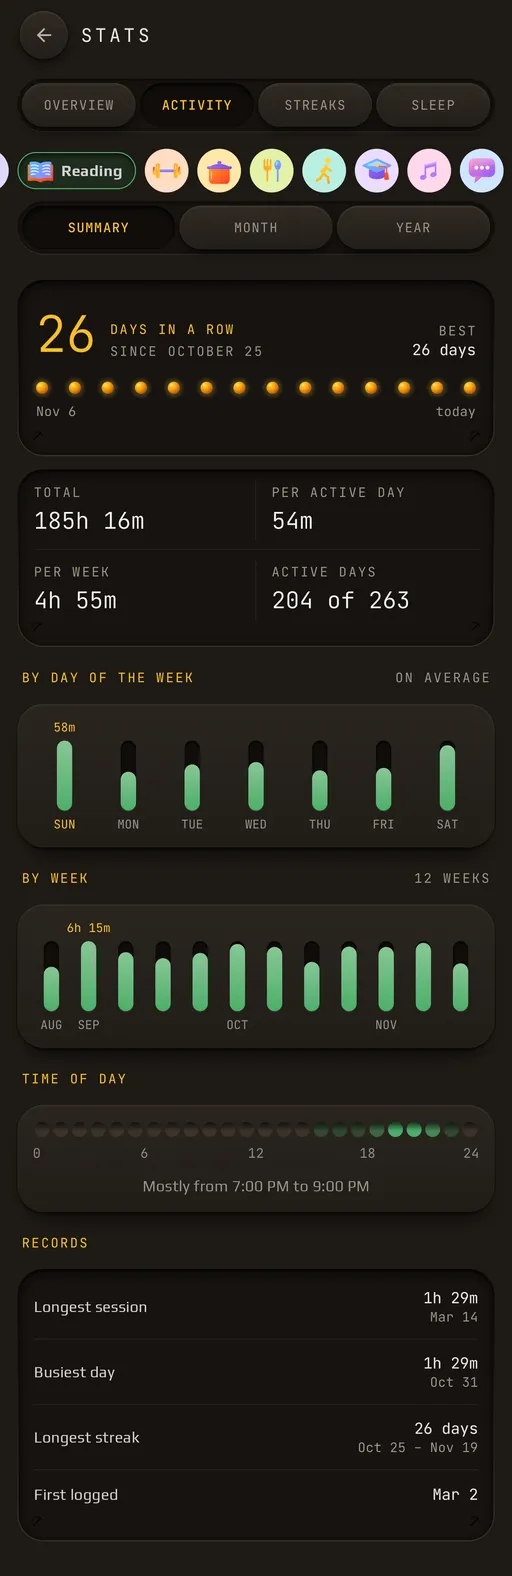 STATS
OVERVIEW
ACTIVITY
STREAKS
SLEEP
Reading
SUMMARY
MONTH
YEAR
26
DAYS IN A ROW
SINCE OCTOBER 25
BEST
26 days
Nov 6
today
TOTAL
185h 16m
PER ACTIVE DAY
54m
PER WEEK
4h 55m
ACTIVE DAYS
204 of 263
BY DAY OF THE WEEK
ON AVERAGE
58m
SUN MON TUE WED THU FRI SAT
BY WEEK
12 WEEKS
6h 15m
AUG SEP OCT NOV
TIME OF DAY
0 6 12 18 24
Mostly from 7:00 PM to 9:00 PM
RECORDS
Longest session
1h 29m
Mar 14
Busiest day
1h 29m
Oct 31
Longest streak
26 days
Oct 25 – Nov 19
First logged
Mar 2